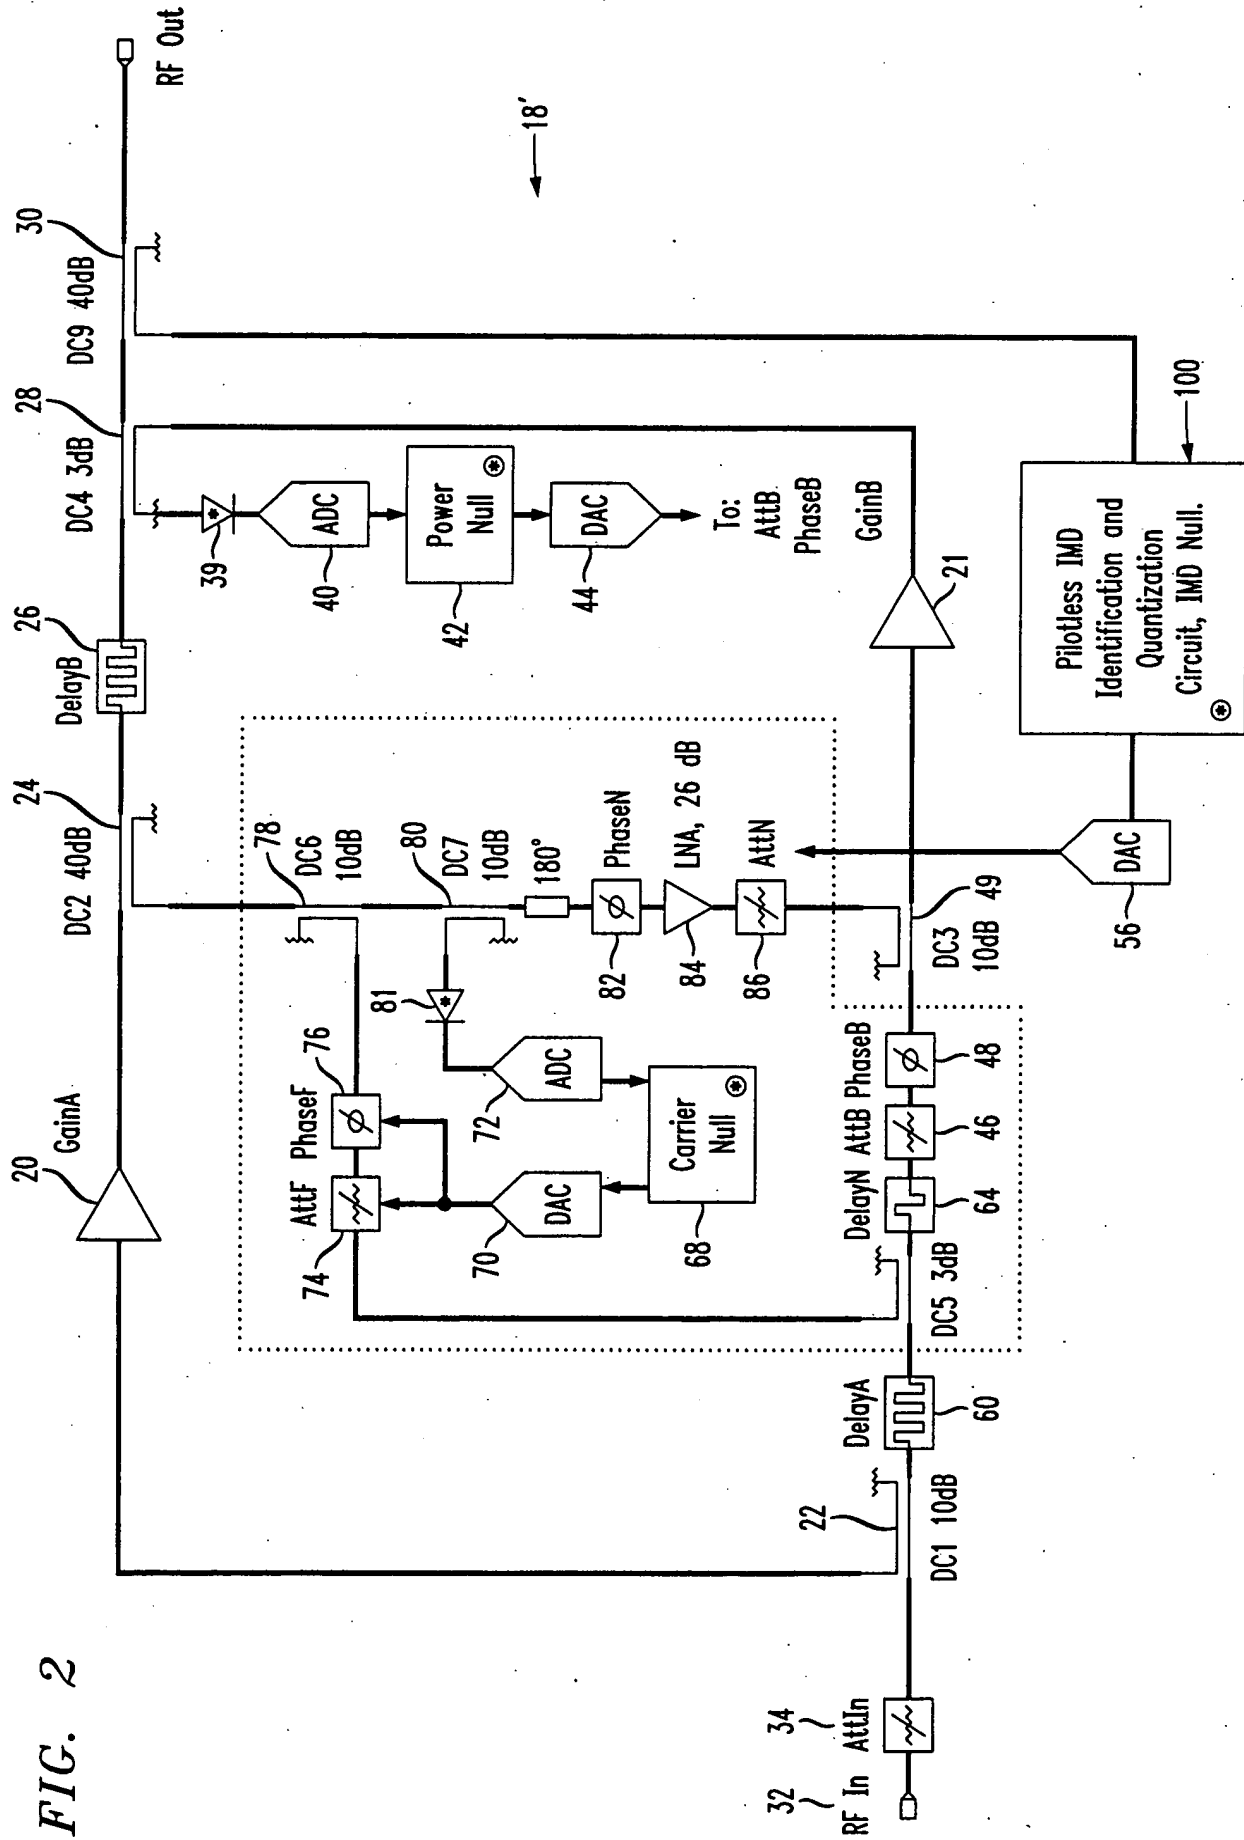 FIG. 2
32
RF In
34
AttIn
22
DC1 10dB
DelayA
60
DC5 3dB
DelayN
64
AttB
46
PhaseB
48
DC3
10dB
49
20
GainA
74
AttF
PhaseF
76
70
DAC
72
ADC
68
Carrier
Null
*
81
*
78
DC6
10dB
80
DC7
10dB
180°
PhaseN
ϕ
82
LNA, 26 dB
84
AttN
86
DC2 40dB
24
DelayB
26
DC4 3dB
28
DC9 40dB
30
RF Out
18'
39
*
ADC
40
Power
Null
*
42
DAC
44
To:
AttB
PhaseB
GainB
21
DAC
56
100
Pilotless IMD
Identification and
Quantization
Circuit, IMD Null.
*